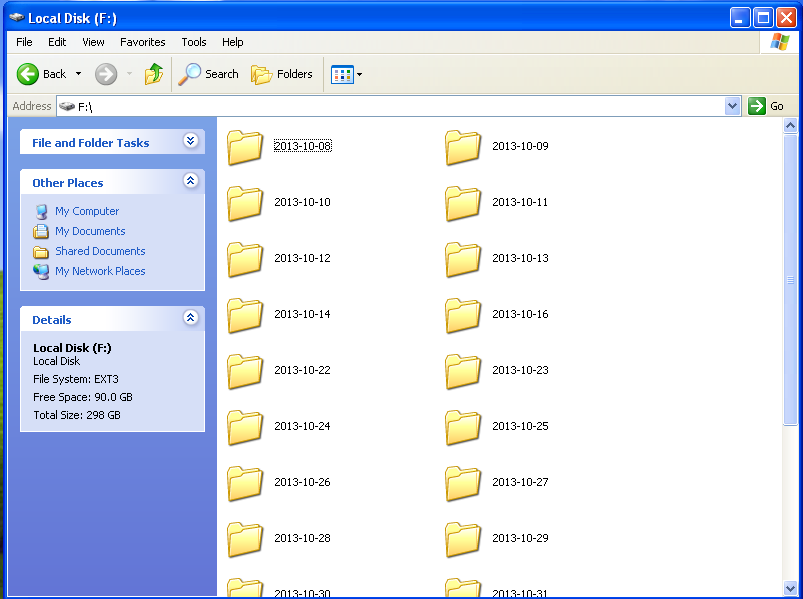 Local Disk (F:)
File Edit View Favorites Tools Help
Back Search Folders
Address F:\ Go
File and Folder Tasks
Other Places
My Computer
My Documents
Shared Documents
My Network Places
Details
Local Disk (F:)
Local Disk
File System: EXT3
Free Space: 90.0 GB
Total Size: 298 GB
2013-10-08 2013-10-09
2013-10-10 2013-10-11
2013-10-12 2013-10-13
2013-10-14 2013-10-16
2013-10-22 2013-10-23
2013-10-24 2013-10-25
2013-10-26 2013-10-27
2013-10-28 2013-10-29
2013-10-30 2013-10-31